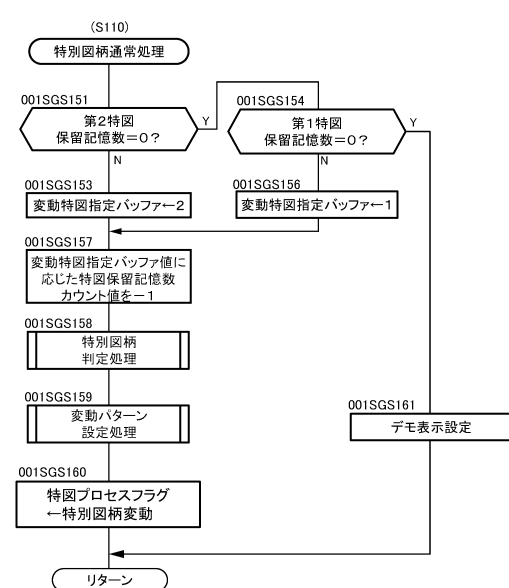 (S110)
特別図柄通常処理
001SGS151
第2特図
保留記憶数=0?
Y
N
001SGS154
第1特図
保留記憶数=0?
Y
N
001SGS153
変動特図指定バッファ←2
001SGS156
変動特図指定バッファ←1
001SGS157
変動特図指定バッファ値に
応じた特図保留記憶数
カウント値を-1
001SGS158
特別図柄
判定処理
001SGS159
変動パターン
設定処理
001SGS161
デモ表示設定
001SGS160
特図プロセスフラグ
←特別図柄変動
リターン